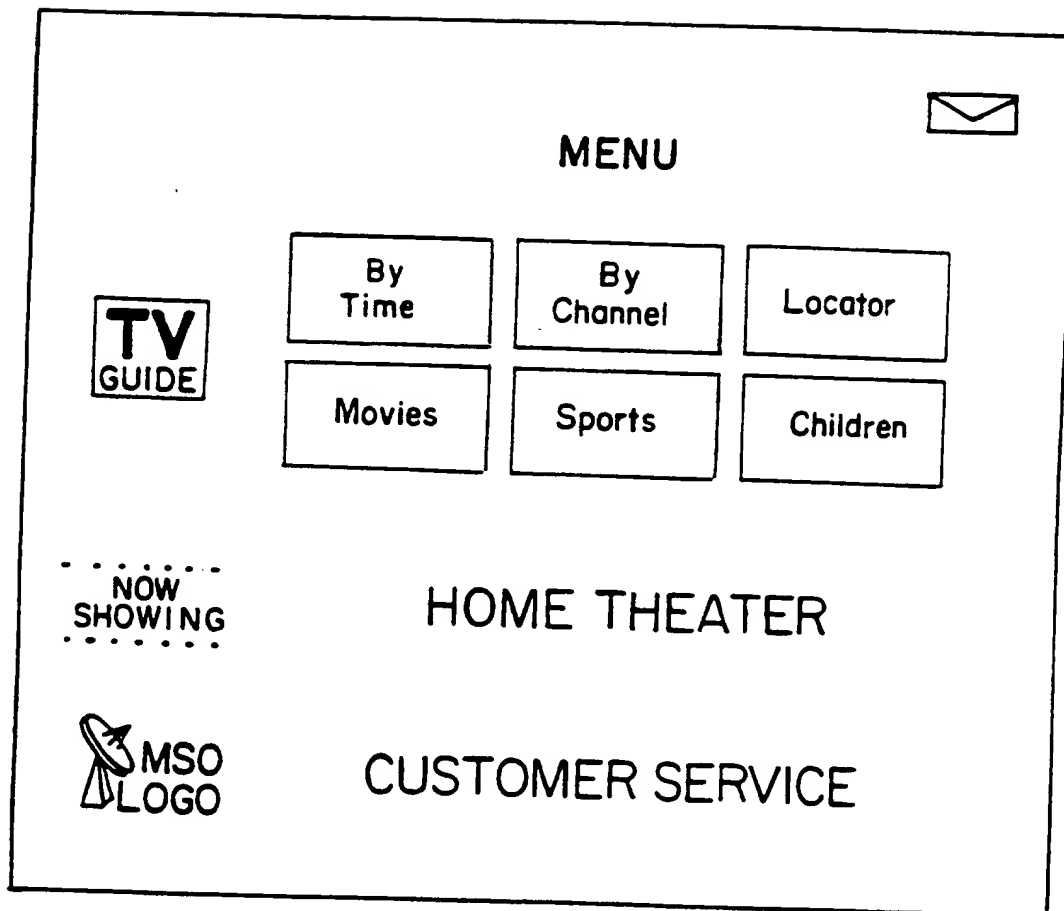 MENU
By
Time
By
Channel
Locator
TV
GUIDE
Movies
Sports
Children
NOW
SHOWING
HOME THEATER
MSO
LOGO
CUSTOMER SERVICE